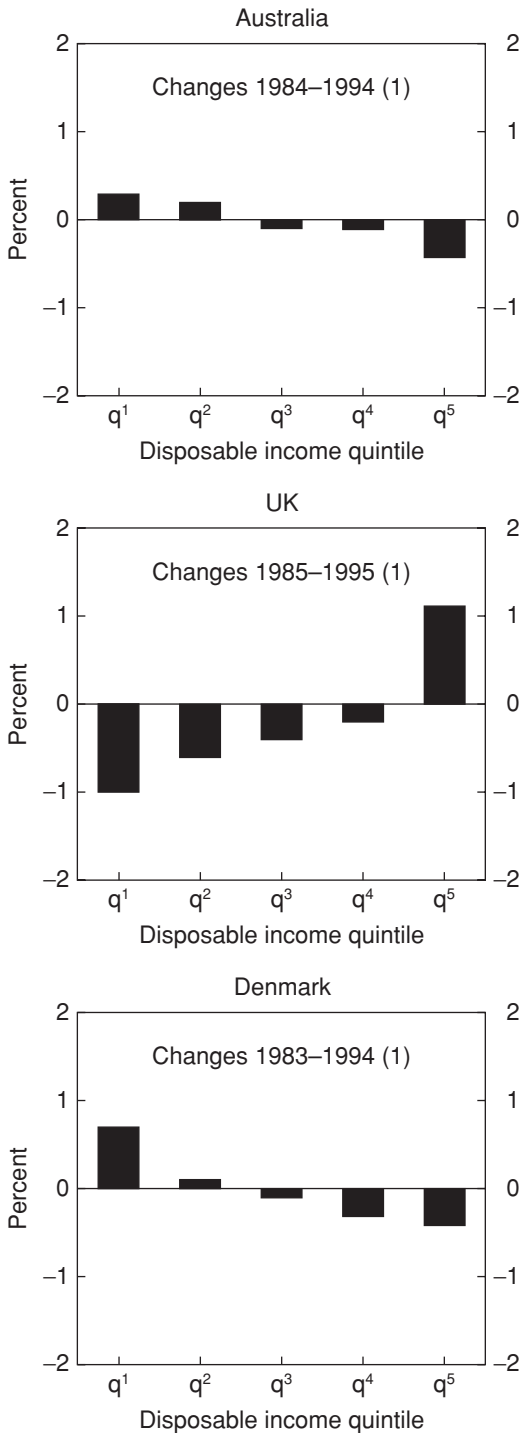 Australia
2 2
Changes 1984–1994 (1)
1 1
Percent
0 0
–1 –1
–2 –2
q¹ q² q³ q⁴ q⁵
Disposable income quintile
UK
2 2
Changes 1985–1995 (1)
1 1
Percent
0 0
–1 –1
–2 –2
q¹ q² q³ q⁴ q⁵
Disposable income quintile
Denmark
2 2
Changes 1983–1994 (1)
1 1
Percent
0 0
–1 –1
–2 –2
q¹ q² q³ q⁴ q⁵
Disposable income quintile